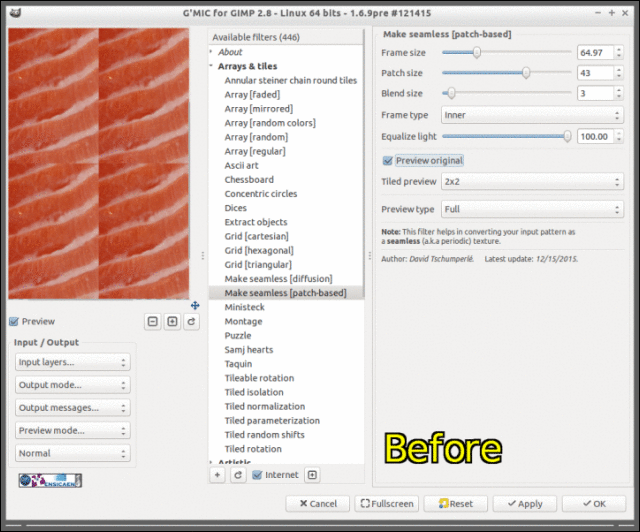 G'MIC for GIMP 2.8 - Linux 64 bits - 1.6.9pre #121415
Available filters (446)
About
Arrays & tiles
Annular steiner chain round tiles
Array [faded]
Array [mirrored]
Array [random colors]
Array [random]
Array [regular]
Ascii art
Chessboard
Concentric circles
Dices
Extract objects
Grid [cartesian]
Grid [hexagonal]
Grid [triangular]
Make seamless [diffusion]
Make seamless [patch-based]
Ministeck
Montage
Puzzle
Samj hearts
Taquin
Tileable rotation
Tiled isolation
Tiled normalization
Tiled parameterization
Tiled random shifts
Tiled rotation
Artistic
Internet
Preview
Input / Output
Input layers...
Output mode...
Output messages...
Preview mode...
Normal
ENSICAEN
Make seamless [patch-based]
Frame size 64.97
Patch size 43
Blend size 3
Frame type Inner
Equalize light 100.00
Preview original
Tiled preview 2x2
Preview type Full
Note: This filter helps in converting your input pattern as
a seamless (a.k.a periodic) texture.
Author: David Tschumperlé. Latest update: 12/15/2015.
Before
Cancel Fullscreen Reset Apply OK